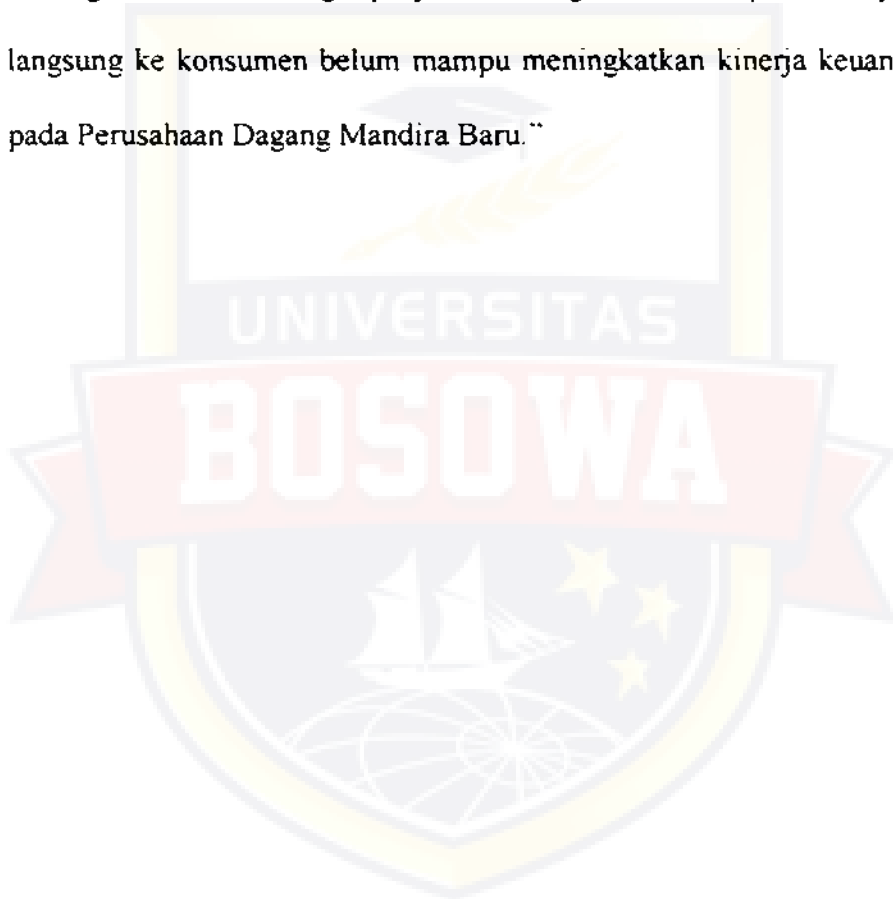 langsung ke konsumen belum mampu meningkatkan kinerja keuan
pada Perusahaan Dagang Mandira Baru."
UNIVERSITAS
BOSOWA